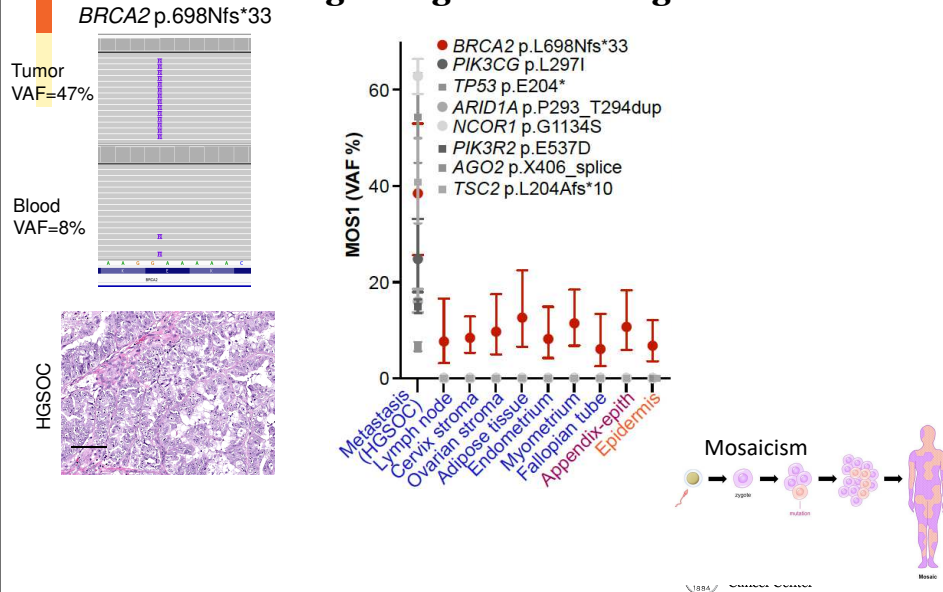 BRCA2 p.698Nfs*33
Tumor
VAF=47%
Blood
VAF=8%
A A G G A A A A A C
BRCA2
HGSOC
MOS1 (VAF %)
60
40
20
0
BRCA2 p.L698Nfs*33
PIK3CG p.L297I
TP53 p.E204*
ARID1A p.P293_T294dup
NCOR1 p.G1134S
PIK3R2 p.E537D
AGO2 p.X406_splice
TSC2 p.L204Afs*10
Metastasis
(HGSOC)
Lymph node
Cervix stroma
Ovarian stroma
Adipose tissue
Endometrium
Myometrium
Fallopian tube
Appendix-epith
Epidermis
Mosaicism
zygote
mutation
Mosaic
1884